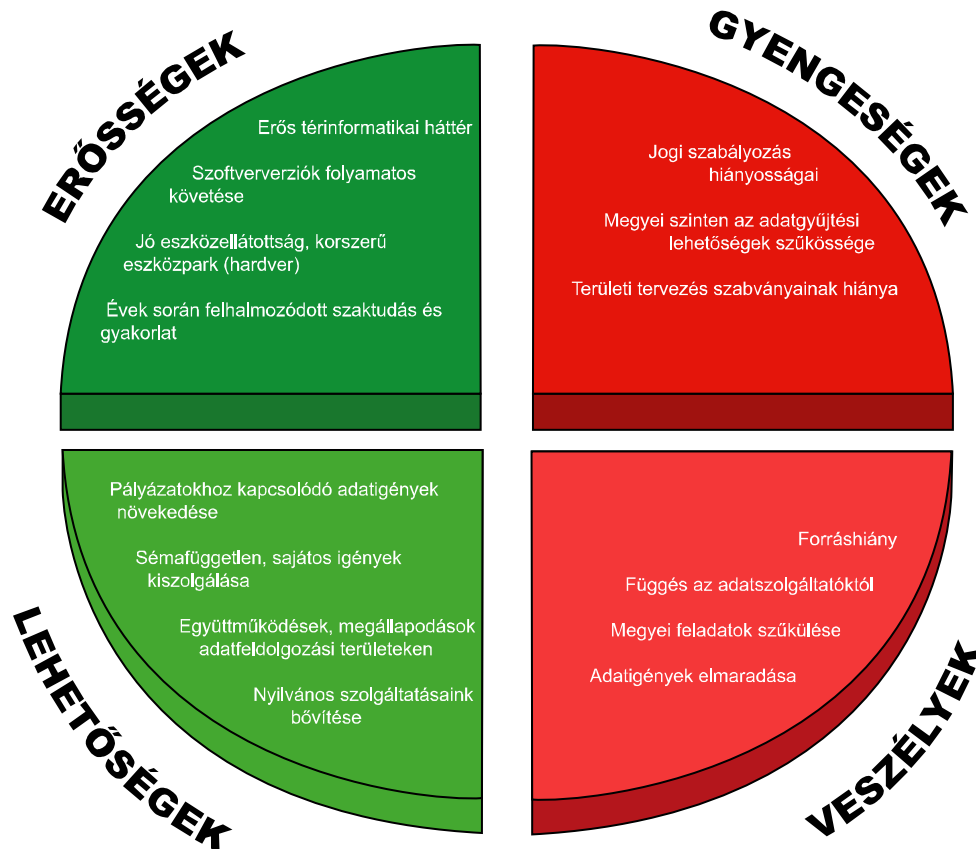 ERŐSSÉGEK
Erős térinformatikai háttér
Szoftververziók folyamatos
követése
Jó eszközellátottság, korszerű
eszközpark (hardver)
Évek során felhalmozódott szaktudás és
gyakorlat
GYENGESÉGEK
Jogi szabályozás
hiányosságai
Megyei szinten az adatgyűjtési
lehetőségek szűkössége
Területi tervezés szabványainak hiánya
LEHETŐSÉGEK
Pályázatokhoz kapcsolódó adatigények
növekedése
Sémafüggetlen, sajátos igények
kiszolgálása
Együttműködések, megállapodások
adatfeldolgozási területeken
Nyilvános szolgáltatásaink
bővítése
VESZÉLYEK
Forráshiány
Függés az adatszolgáltatóktól
Megyei feladatok szűkülése
Adatigények elmaradása